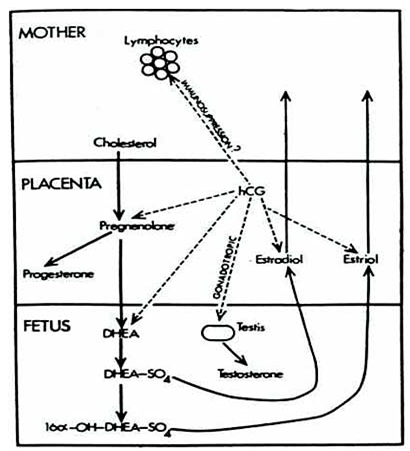 MOTHER
Lymphocytes
IMMUNOSUPPRESSION ?
Cholesterol
PLACENTA
hCG
Pregnenolone
Progesterone
GONADOTROPIC
Estradiol
Estriol
FETUS
DHEA
Testis
DHEA–SO4
Testosterone
16α–OH–DHEA–SO4